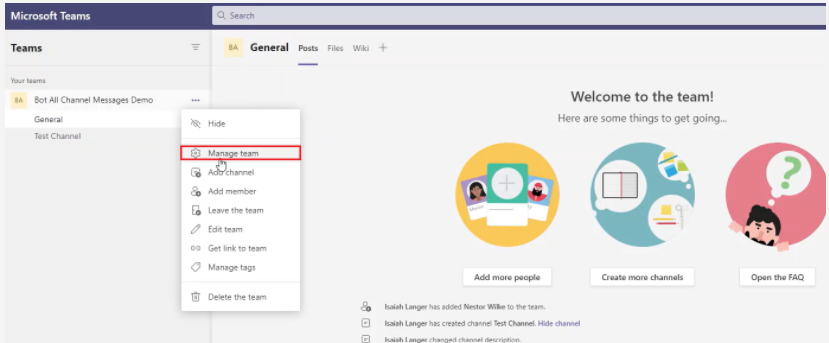 Microsoft Teams
Search
Teams
BA General Posts Files Wiki
Your teams
BA Bot All Channel Messages Demo
General
Test Channel
Hide
Manage team
Add channel
Add member
Leave the team
Edit team
Get link to team
Manage tags
Delete the team
Welcome to the team!
Here are some things to get going...
Add more people
Create more channels
Open the FAQ
Isaiah Langer has added Nestor Wilke to the team.
Isaiah Langer has created channel Test Channel. Hide channel
Isaiah Langer changed channel description.